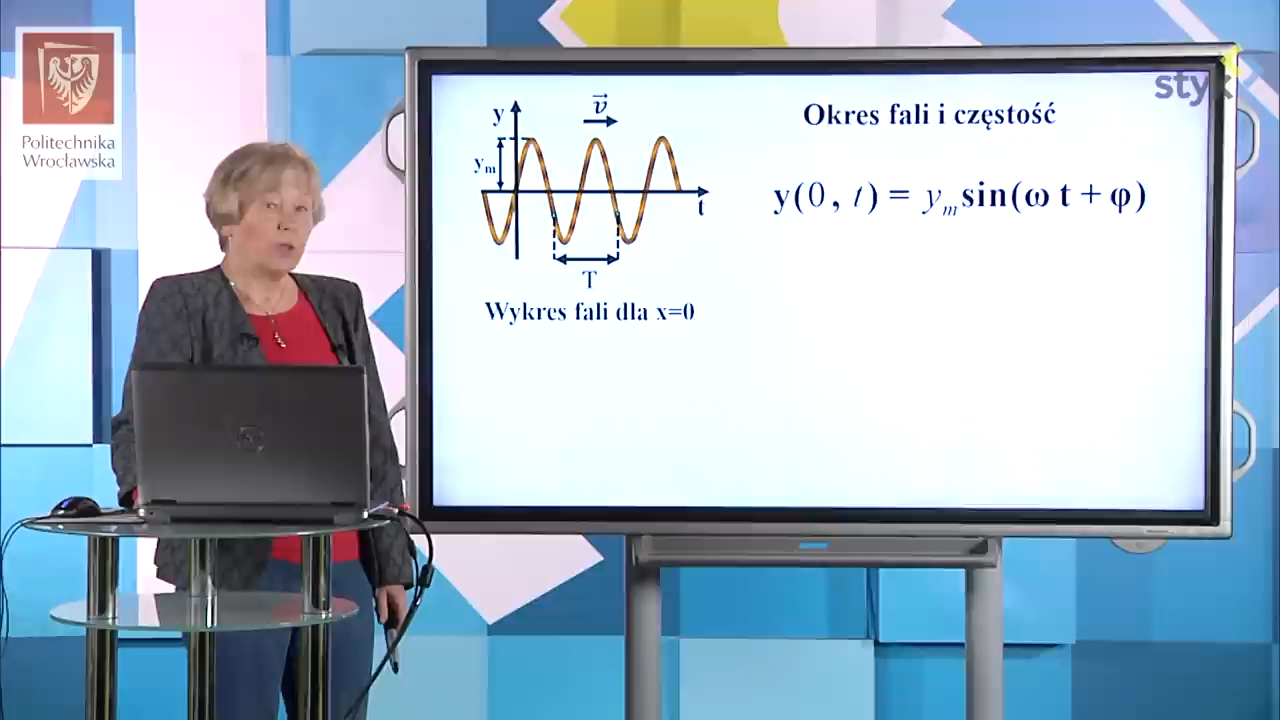 Politechnika
Wrocławska
styk
Okres fali i częstość
y
v
yₘ
t
T
y(0, t) = yₘsin(ω t + φ)
Wykres fali dla x=0